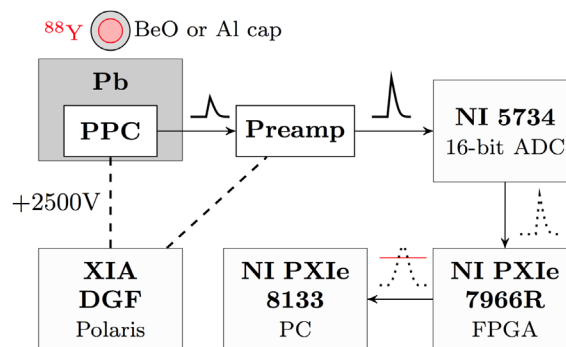 ⁸⁸Y BeO or Al cap
Pb
PPC
Preamp
NI 5734
16-bit ADC
+2500V
XIA
DGF
Polaris
NI PXIe
8133
PC
NI PXIe
7966R
FPGA